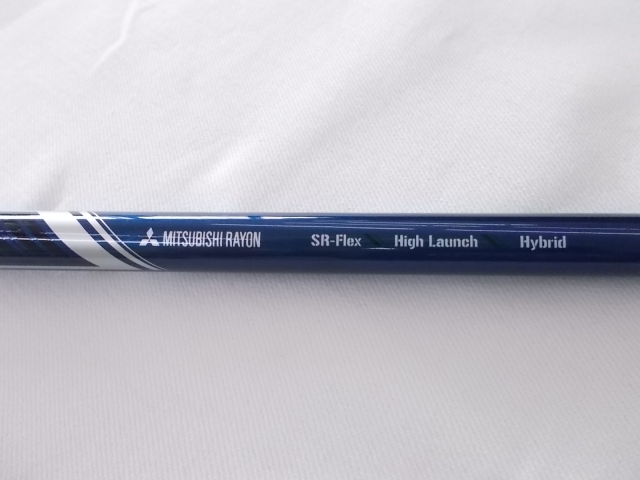 MITSUBISHI RAYON SR-Flex High Launch Hybrid